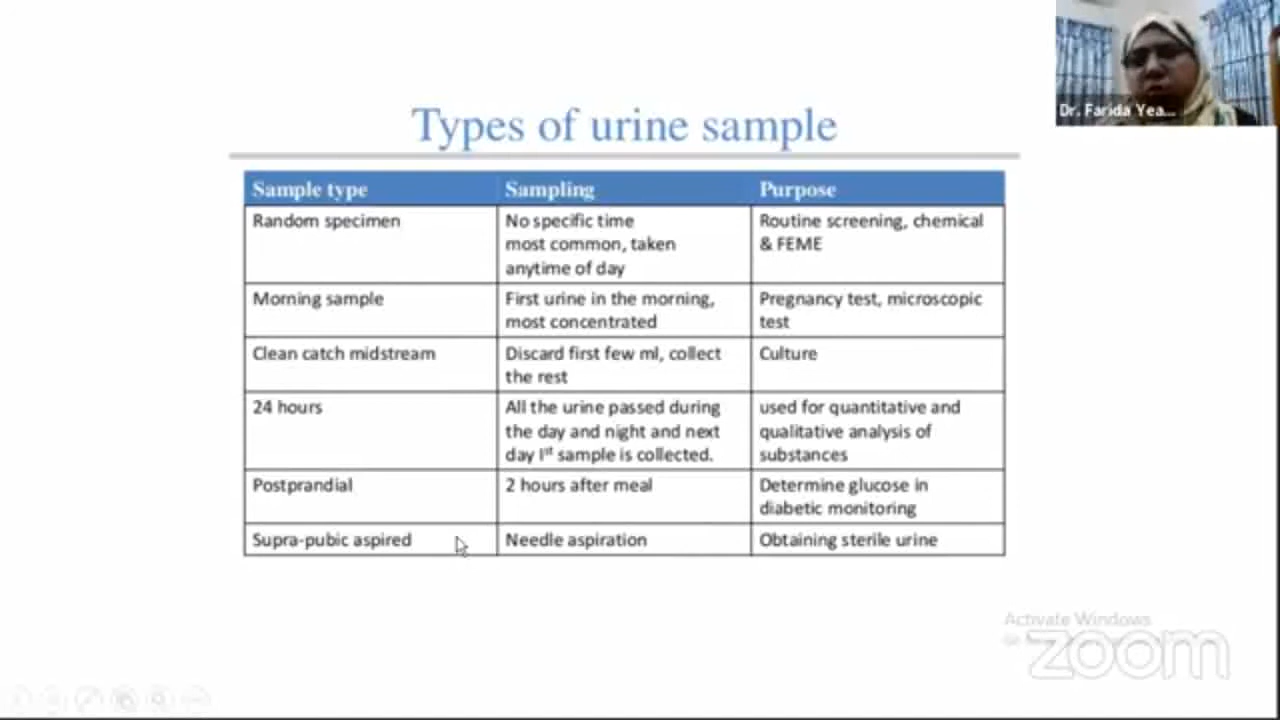 Dr. Farida Yea...
Types of urine sample
Sample type
Sampling
Purpose
Random specimen
No specific time
most common, taken
anytime of day
Routine screening, chemical
& FEME
Morning sample
First urine in the morning,
most concentrated
Pregnancy test, microscopic
test
Clean catch midstream
Discard first few ml, collect
the rest
Culture
24 hours
All the urine passed during
the day and night and next
day Ist sample is collected.
used for quantitative and
qualitative analysis of
substances
Postprandial
2 hours after meal
Determine glucose in
diabetic monitoring
Supra-pubic aspired
Needle aspiration
Obtaining sterile urine
Activate Windows
zoom